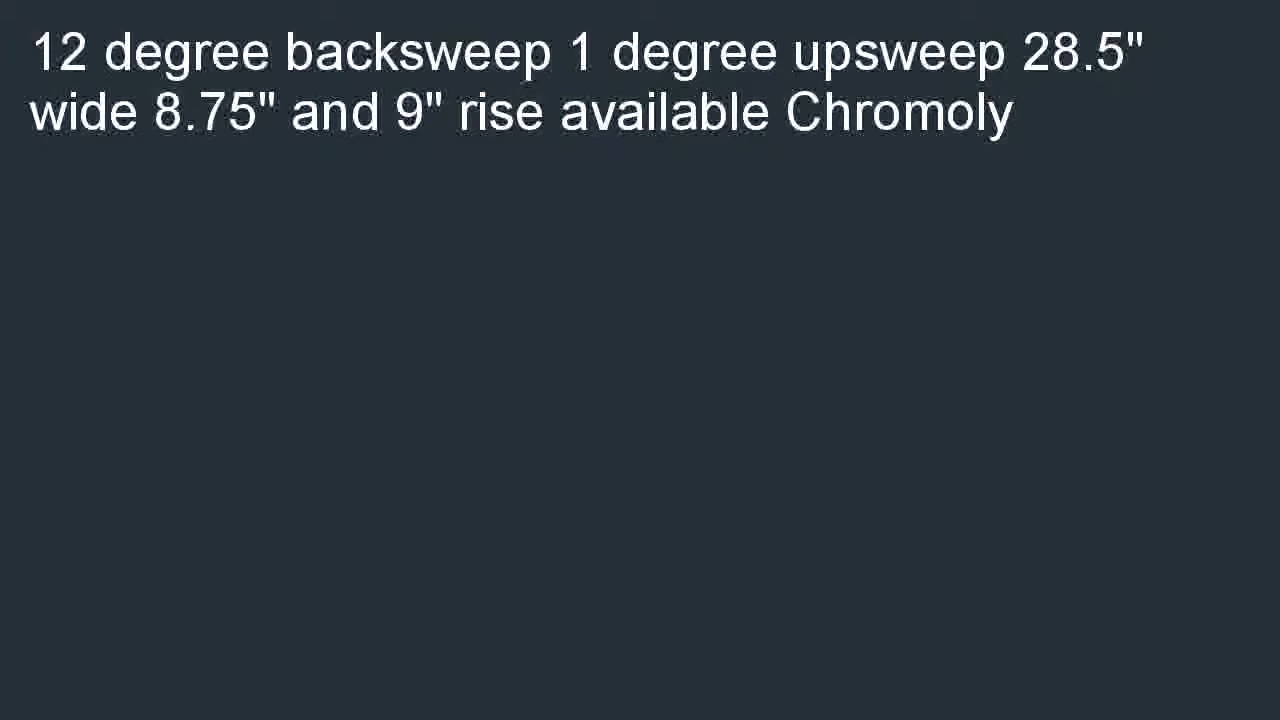 12 degree backsweep 1 degree upsweep 28.5"
wide 8.75" and 9" rise available Chromoly